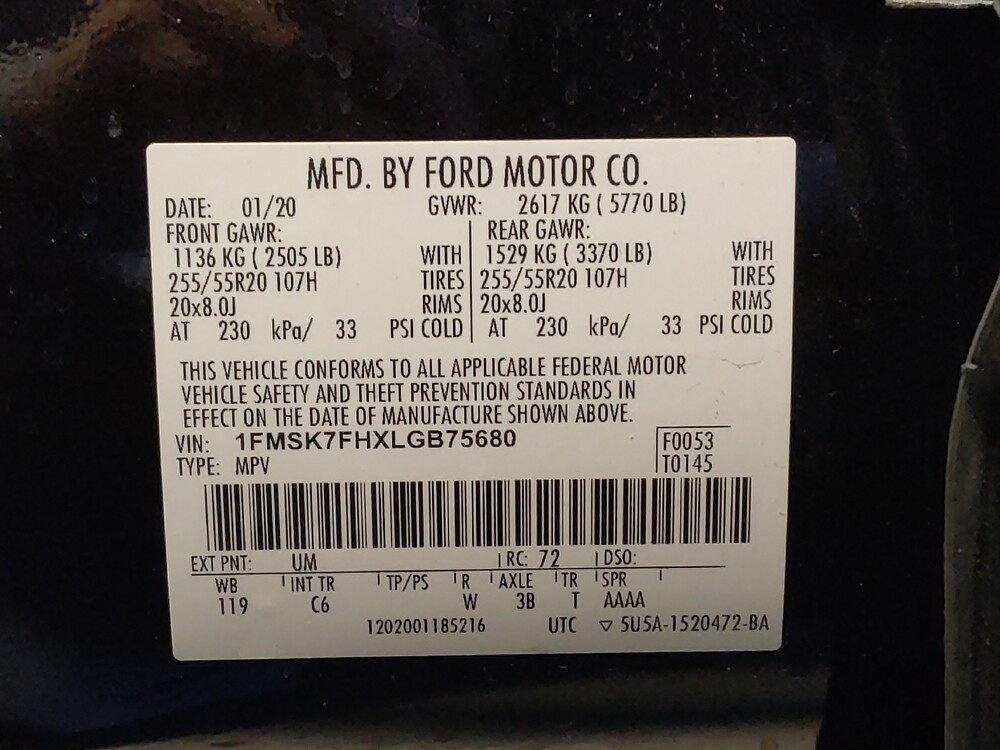 MFD. BY FORD MOTOR CO.
DATE: 01/20 GVWR: 2617 KG ( 5770 LB)
FRONT GAWR: REAR GAWR:
1136 KG ( 2505 LB) WITH 1529 KG ( 3370 LB) WITH
255/55R20 107H TIRES 255/55R20 107H TIRES
20x8.0J RIMS 20x8.0J RIMS
AT 230 kPa/ 33 PSI COLD AT 230 kPa/ 33 PSI COLD
THIS VEHICLE CONFORMS TO ALL APPLICABLE FEDERAL MOTOR
VEHICLE SAFETY AND THEFT PREVENTION STANDARDS IN
EFFECT ON THE DATE OF MANUFACTURE SHOWN ABOVE.
VIN: 1FMSK7FHXLGB75680 F0053
TYPE: MPV T0145
EXT PNT: UM RC: 72 DSO:
WB INT TR TP/PS R AXLE TR SPR
119 C6 W 3B T AAAA
1202001185216 UTC ▽ 5U5A-1520472-BA